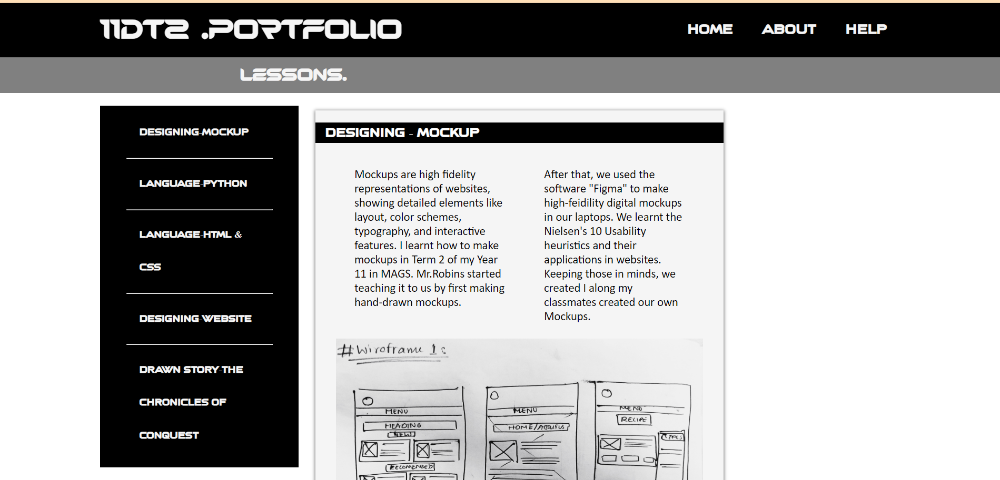 11DT2 .PORTFOLIO
HOME ABOUT HELP
LESSONS.
DESIGNING-MOCKUP
LANGUAGE-PYTHON
LANGUAGE-HTML &
CSS
DESIGNING-WEBSITE
DRAWN STORY-THE
CHRONICLES OF
CONQUEST
DESIGNING - MOCKUP
Mockups are high fidelity
representations of websites,
showing detailed elements like
layout, color schemes,
typography, and interactive
features. I learnt how to make
mockups in Term 2 of my Year
11 in MAGS. Mr.Robins started
teaching it to us by first making
hand-drawn mockups.
After that, we used the
software "Figma" to make
high-feidility digital mockups
in our laptops. We learnt the
Nielsen's 10 Usability
heuristics and their
applications in websites.
Keeping those in minds, we
created I along my
classmates created our own
Mockups.
#Wiroframe 1c
MENU
HEADING
NEW
RECOMENDED
MENU
HOME/ABOUTUS
MENU
RECIPE
TYPES